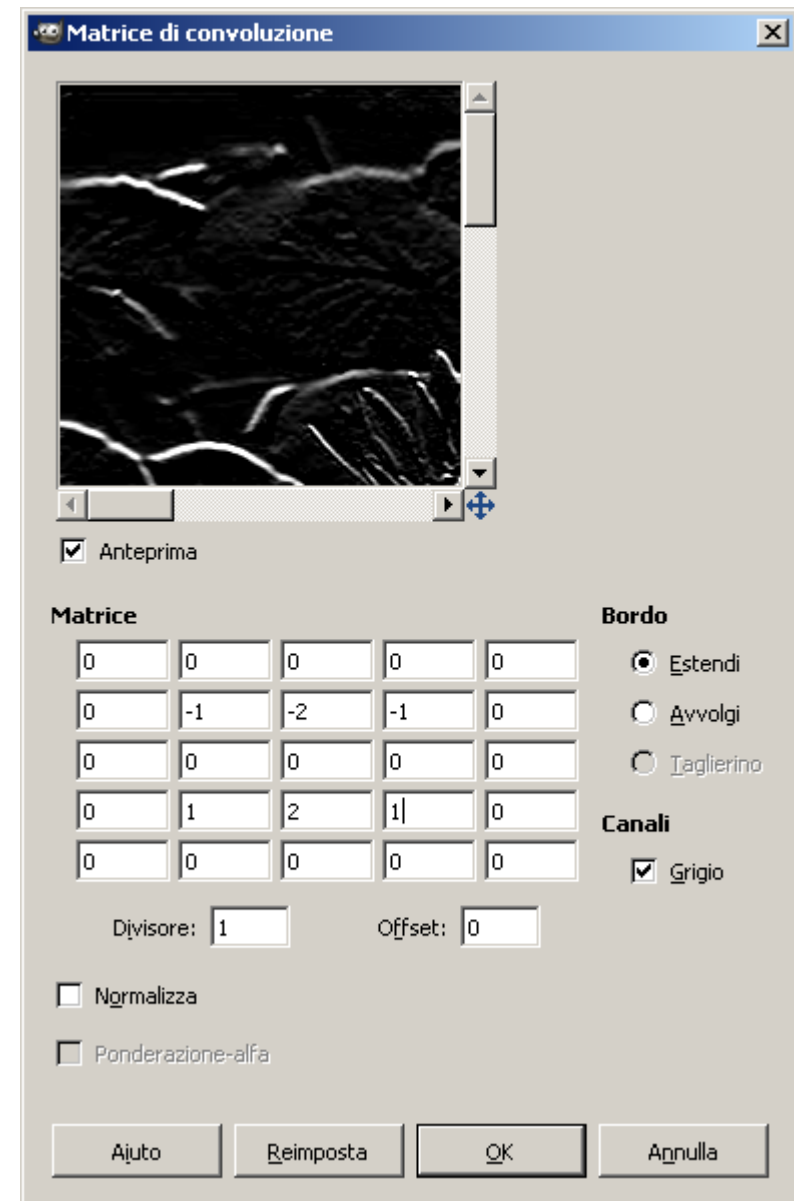 Matrice di convoluzione
Anteprima
Matrice
0 0 0 0 0
0 -1 -2 -1 0
0 0 0 0 0
0 1 2 1 0
0 0 0 0 0
Bordo
Estendi
Avvolgi
Taglierino
Canali
Grigio
Divisore: 1 Offset: 0
Normalizza
Ponderazione-alfa
Aiuto Reimposta OK Annulla